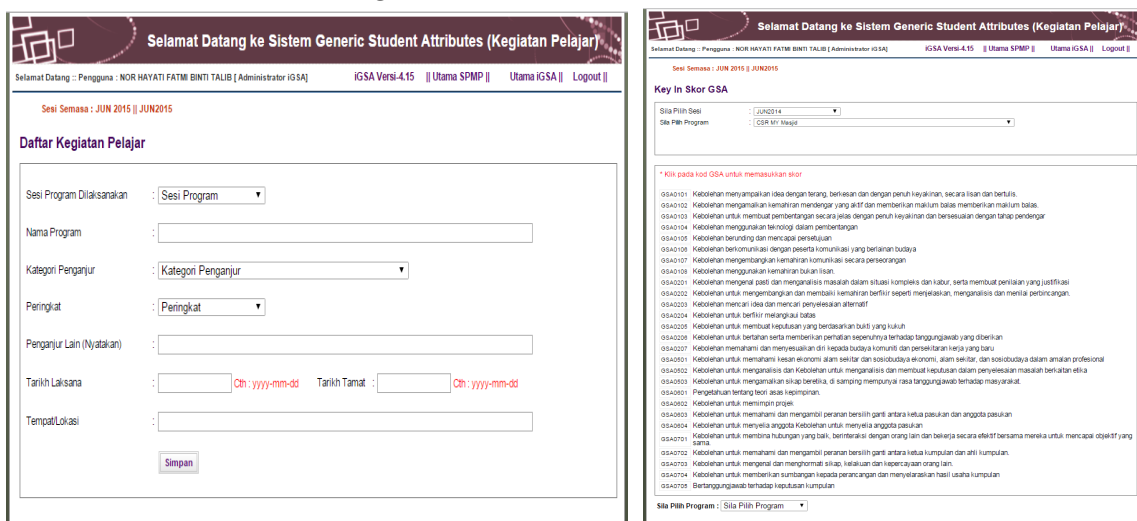 Selamat Datang ke Sistem Generic Student Attributes (Kegiatan Pelajar)
Selamat Datang :: Pengguna : NOR HAYATI FATMI BINTI TALIB [ Administrator iGSA] iGSA Versi-4.15 || Utama SPMP || Utama iGSA || Logout ||
Sesi Semasa : JUN 2015 || JUN2015
Daftar Kegiatan Pelajar
Sesi Program Dilaksanakan : Sesi Program
Nama Program :
Kategori Penganjur : Kategori Penganjur
Peringkat : Peringkat
Penganjur Lain (Nyatakan) :
Tarikh Laksana : Cth : yyyy-mm-dd Tarikh Tamat : Cth : yyyy-mm-dd
Tempat/Lokasi :
Simpan
Selamat Datang ke Sistem Generic Student Attributes (Kegiatan Pelajar)
Selamat Datang :: Pengguna : NOR HAYATI FATMI BINTI TALIB [ Administrator iGSA] iGSA Versi-4.15 || Utama SPMP || Utama iGSA || Logout ||
Sesi Semasa : JUN 2015 || JUN2015
Key In Skor GSA
Sila Pilih Sesi : JUN2014
Sila Pilih Program : CSR MY Masjid
* Klik pada kod GSA untuk memasukkan skor
GSA0101 Kebolehan menyampaikan idea dengan terang, berkesan dan dengan penuh keyakinan, secara lisan dan bertulis.
GSA0102 Kebolehan mengamalkan kemahiran mendengar yang aktif dan memberikan maklum balas memberikan maklum balas.
GSA0103 Kebolehan untuk membuat pembentangan secara jelas dengan penuh keyakinan dan bersesuaian dengan tahap pendengar
GSA0104 Kebolehan menggunakan teknologi dalam pembentangan
GSA0105 Kebolehan berunding dan mencapai persetujuan
GSA0106 Kebolehan berkomunikasi dengan peserta komunikasi yang berlainan budaya
GSA0107 Kebolehan mengembangkan kemahiran komunikasi secara perseorangan
GSA0108 Kebolehan menggunakan kemahiran bukan lisan.
GSA0201 Kebolehan mengenal pasti dan menganalisis masalah dalam situasi kompleks dan kabur, serta membuat penilaian yang justifikasi
GSA0202 Kebolehan untuk mengembangkan dan membaiki kemahiran berfikir seperti menjelaskan, menganalisis dan menilai perbincangan.
GSA0203 Kebolehan mencari idea dan mencari penyelesaian alternatif
GSA0204 Kebolehan untuk berfikir melangkaui batas
GSA0205 Kebolehan untuk membuat keputusan yang berdasarkan bukti yang kukuh
GSA0206 Kebolehan untuk bertahan serta memberikan perhatian sepenuhnya terhadap tanggungjawab yang diberikan
GSA0207 Kebolehan memahami dan menyesuaikan diri kepada budaya komuniti dan persekitaran kerja yang baru
GSA0501 Kebolehan untuk memahami kesan ekonomi alam sekitar dan sosiobudaya ekonomi, alam sekitar, dan sosiobudaya dalam amalan profesional
GSA0502 Kebolehan untuk menganalisis dan Kebolehan untuk menganalisis dan membuat keputusan dalam penyelesaian masalah berkaitan etika
GSA0503 Kebolehan untuk mengamalkan sikap beretika, di samping mempunyai rasa tanggungjawab terhadap masyarakat.
GSA0601 Pengetahuan tentang teori asas kepimpinan.
GSA0602 Kebolehan untuk memimpin projek
GSA0603 Kebolehan untuk memahami dan mengambil peranan bersilih ganti antara ketua pasukan dan anggota pasukan
GSA0604 Kebolehan untuk menyelia anggota Kebolehan untuk menyelia anggota pasukan
GSA0701 Kebolehan untuk membina hubungan yang baik, berinteraksi dengan orang lain dan bekerja secara efektif bersama mereka untuk mencapai objektif yang
sama.
GSA0702 Kebolehan untuk memahami dan mengambil peranan bersilih ganti antara ketua kumpulan dan ahli kumpulan.
GSA0703 Kebolehan untuk mengenal dan menghormati sikap, kelakuan dan kepercayaan orang lain.
GSA0704 Kebolehan untuk memberikan sumbangan kepada perancangan dan menyelaraskan hasil usaha kumpulan
GSA0705 Bertanggungjawab terhadap keputusan kumpulan
Sila Pilih Program : Sila Pilih Program